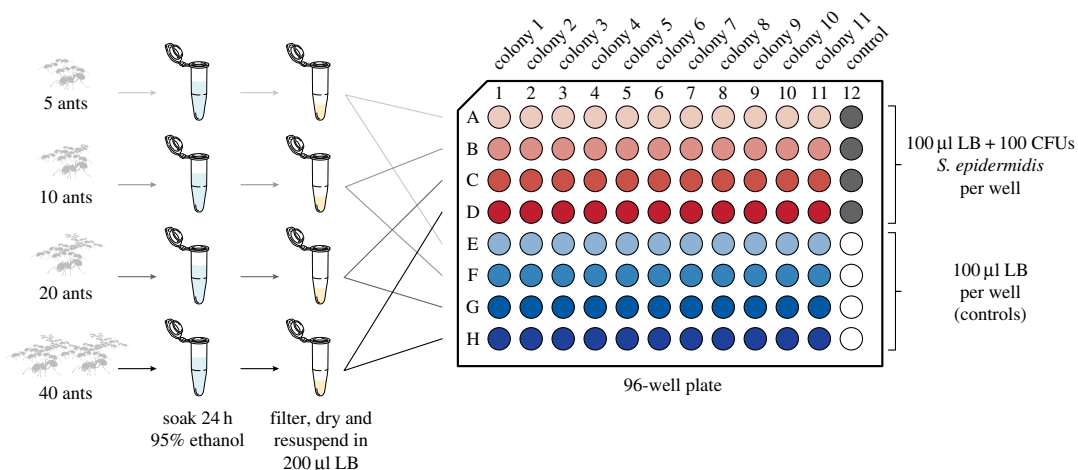 colony 1
colony 2
colony 3
colony 4
colony 5
colony 6
colony 7
colony 8
colony 9
colony 10
colony 11
control
1 2 3 4 5 6 7 8 9 10 11 12
A
B
C
D
E
F
G
H
5 ants
10 ants
20 ants
40 ants
soak 24 h
95% ethanol
filter, dry and
resuspend in
200 µl LB
96-well plate
100 µl LB + 100 CFUs
S. epidermidis
per well
100 µl LB
per well
(controls)